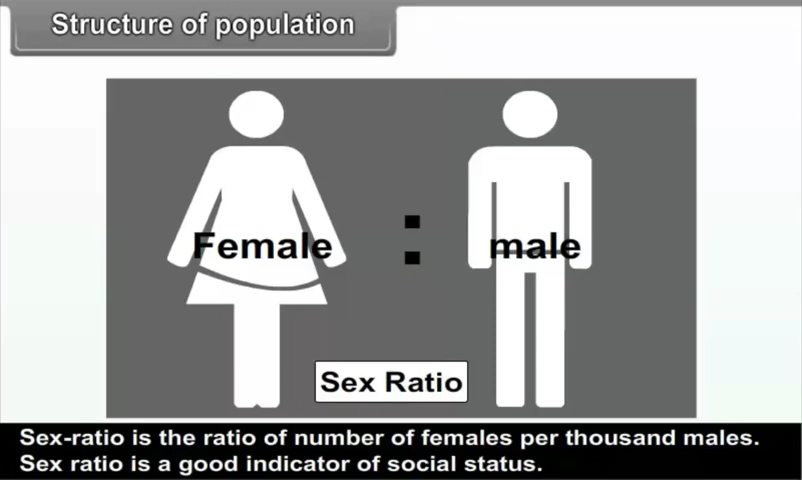 Structure of population
Female : male
Sex Ratio
Sex-ratio is the ratio of number of females per thousand males.
Sex ratio is a good indicator of social status.